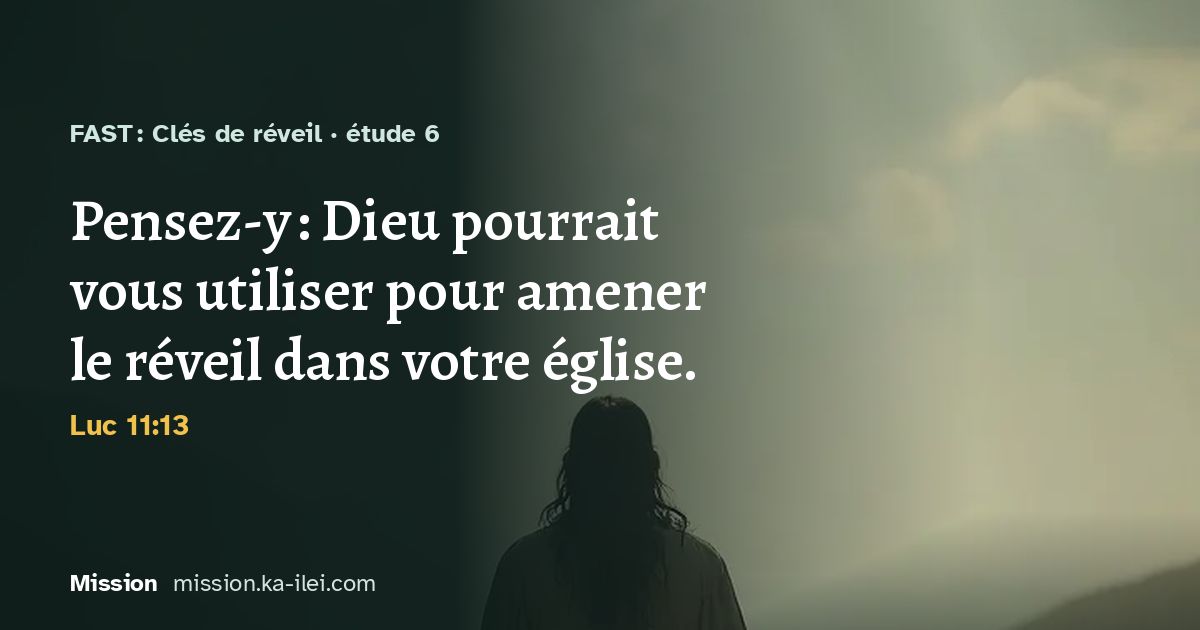 FAST : Clés de réveil · étude 6
Pensez-y : Dieu pourrait
vous utiliser pour amener
le réveil dans votre église.
Luc 11:13
Mission mission.ka-ilei.com